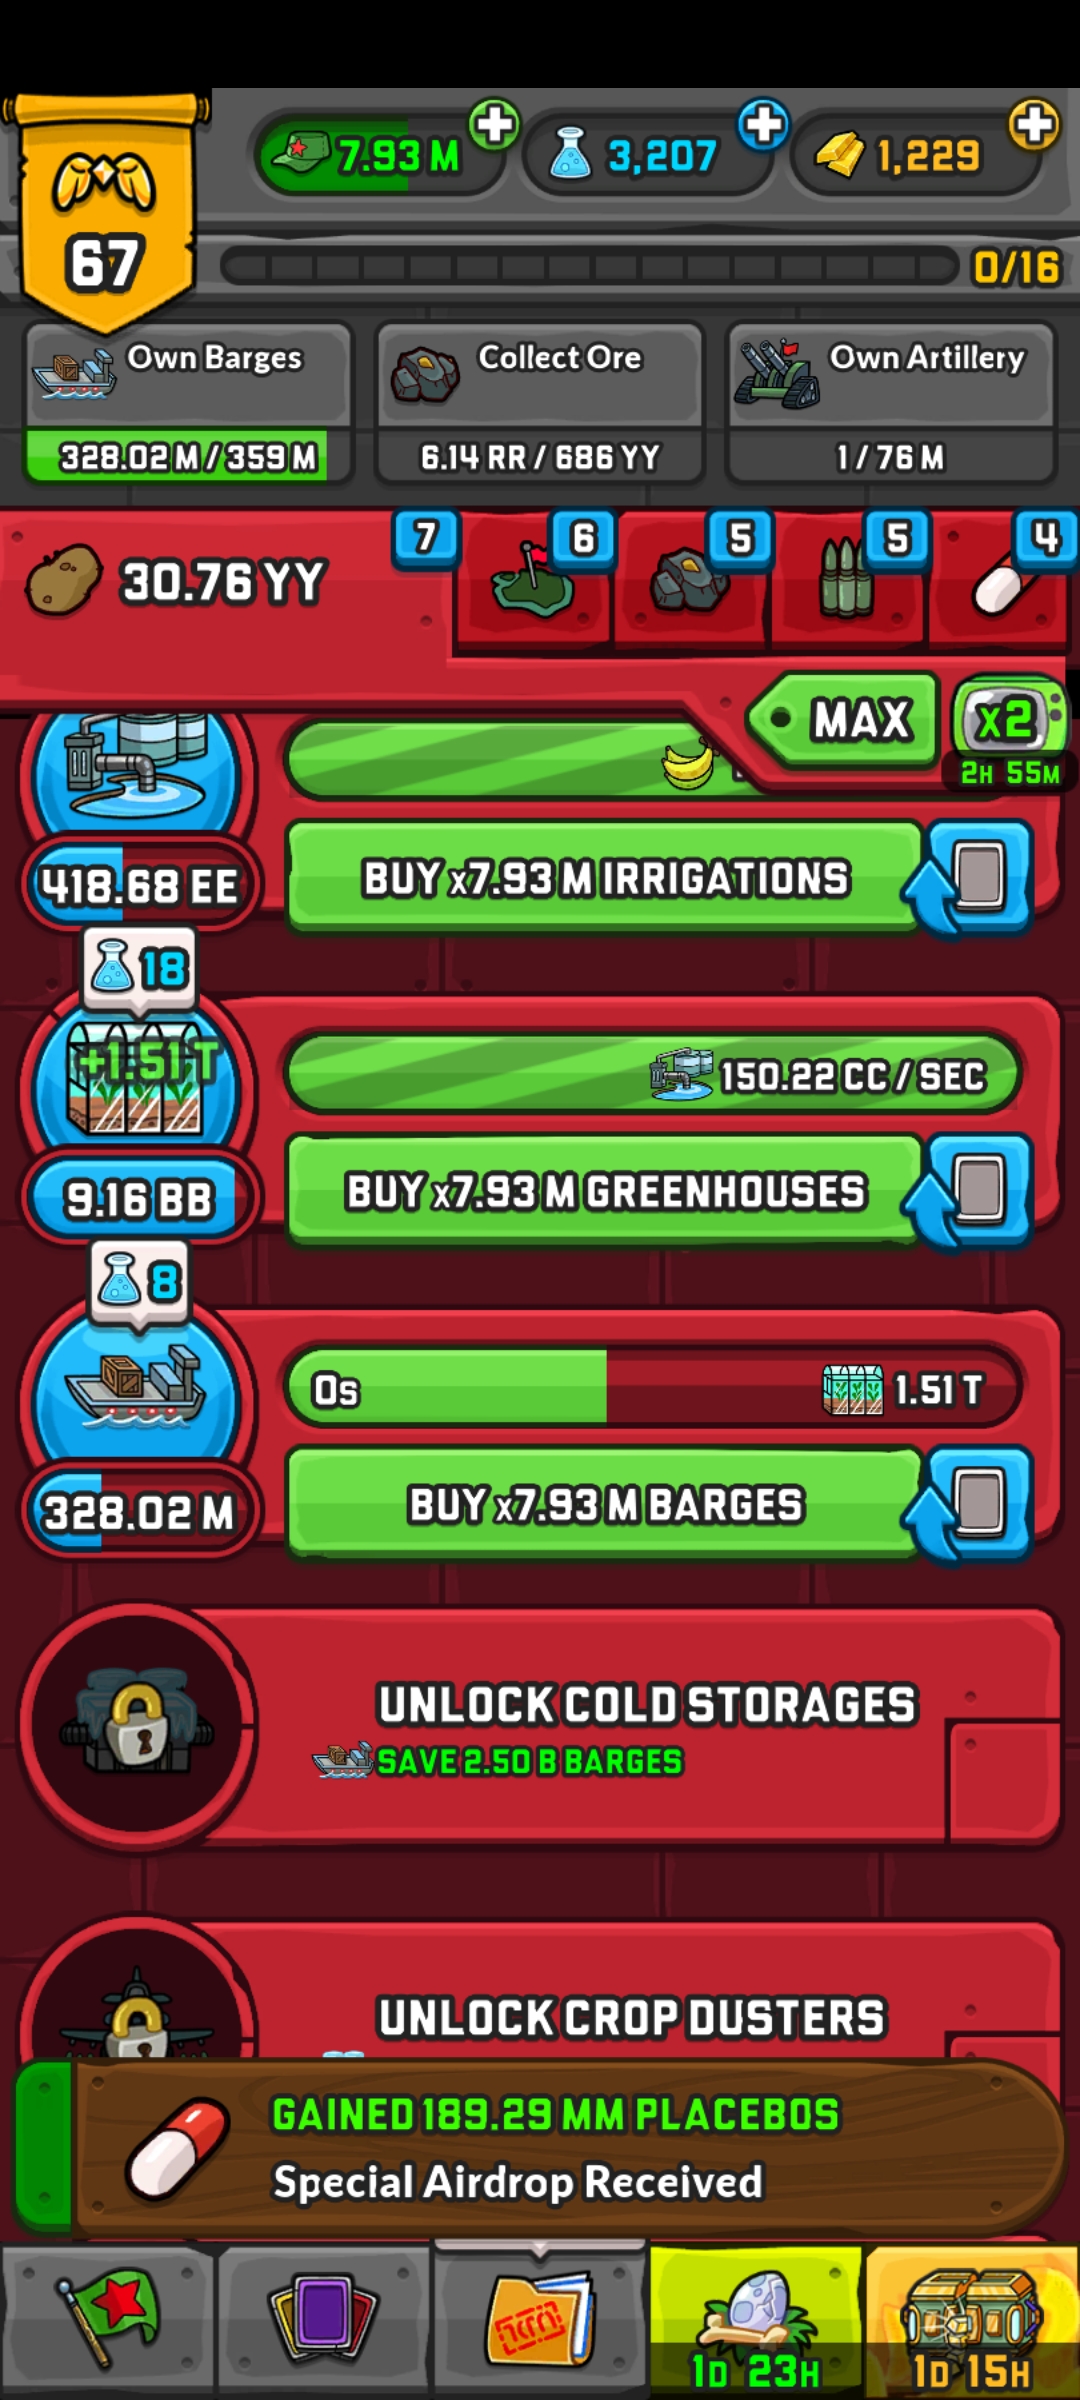 7.93 M
3,207
1,229
67
0/16
Own Barges
328.02 M / 359 M
Collect Ore
6.14 RR / 686 YY
Own Artillery
1 / 76 M
30.76 YY
7
6
5
5
4
MAX
x2
2H 55M
418.68 EE
BUY x7.93 M IRRIGATIONS
18
+1.51 T
150.22 CC / SEC
9.16 BB
BUY x7.93 M GREENHOUSES
8
0s
1.51 T
328.02 M
BUY x7.93 M BARGES
UNLOCK COLD STORAGES
SAVE 2.50 B BARGES
UNLOCK CROP DUSTERS
GAINED 189.29 MM PLACEBOS
Special Airdrop Received
1D 23H
1D 15H